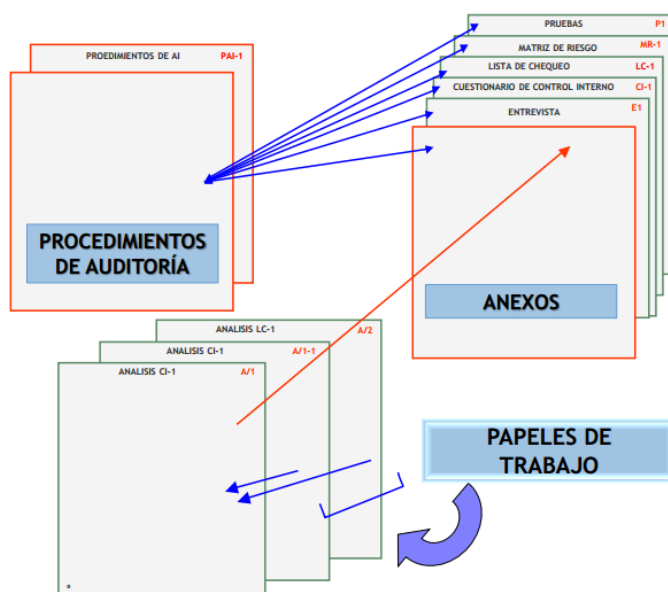 PRUEBAS P1
MATRIZ DE RIESGO MR-1
LISTA DE CHEQUEO LC-1
CUESTIONARIO DE CONTROL INTERNO CI-1
ENTREVISTA E1
ANEXOS
PROEDIMIENTOS DE AI PAI-1
PROCEDIMIENTOS
DE AUDITORÍA
ANALISIS LC-1 A/2
ANALISIS CI-1 A/1-1
ANALISIS CI-1 A/1
PAPELES DE
TRABAJO